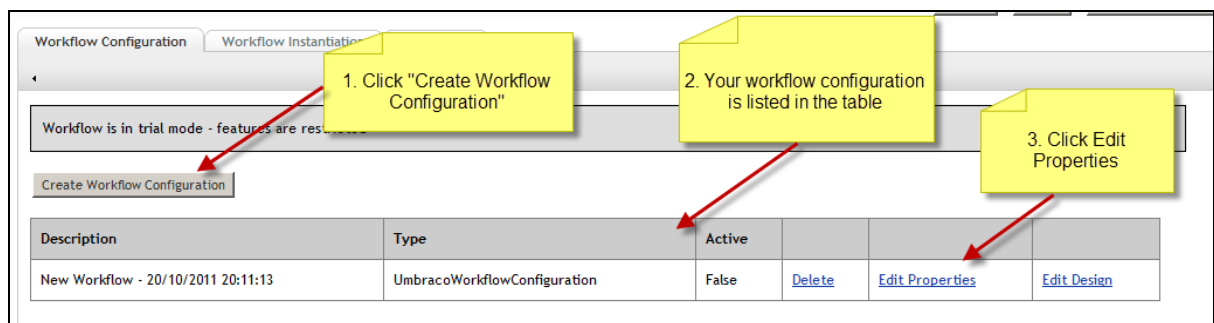 Workflow Configuration
Workflow Instantiation
1. Click "Create Workflow
Configuration"
2. Your workflow configuration
is listed in the table
3. Click Edit
Properties
Workflow is in trial mode - features are
Create Workflow Configuration
Description Type Active
New Workflow - 20/10/2011 20:11:13 UmbracoWorkflowConfiguration False Delete Edit Properties Edit Design